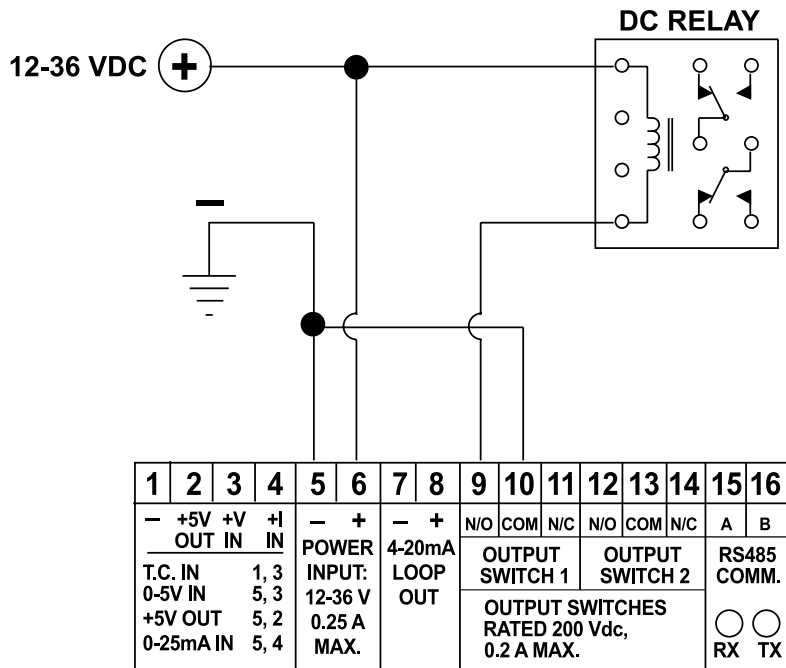 DC RELAY
12-36 VDC +
–
1 2 3 4 5 6 7 8 9 10 11 12 13 14 15 16
– +5V OUT +V IN +I IN
T.C. IN 1, 3
0-5V IN 5, 3
+5V OUT 5, 2
0-25mA IN 5, 4
– +
POWER
INPUT:
12-36 V
0.25 A
MAX.
– +
4-20mA
LOOP
OUT
N/O COM N/C N/O COM N/C A B
OUTPUT
SWITCH 1
OUTPUT
SWITCH 2
OUTPUT SWITCHES
RATED 200 Vdc,
0.2 A MAX.
RS485
COMM.
RX TX